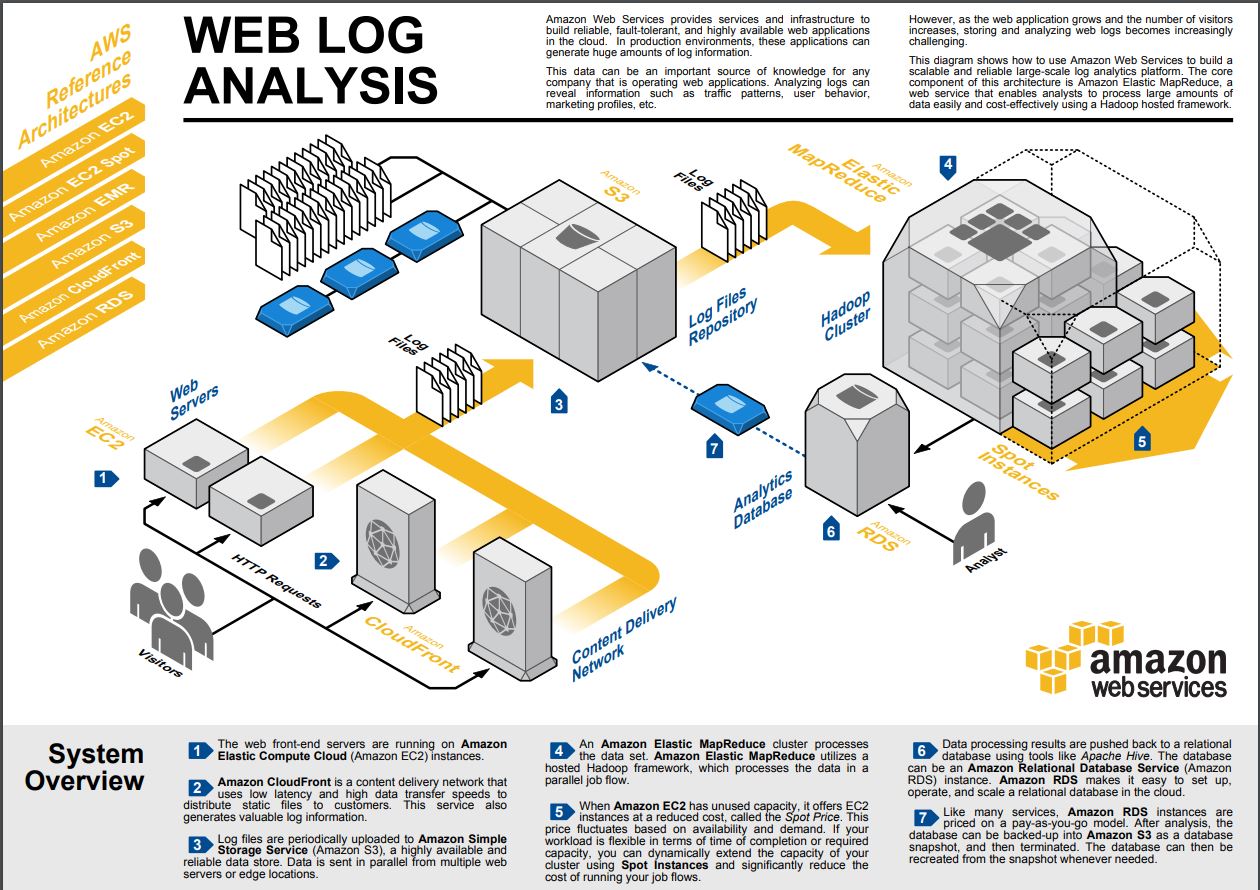 AWS
Reference
Architectures
Amazon EC2
Amazon EC2 Spot
Amazon EMR
Amazon S3
Amazon CloudFront
Amazon RDS
WEB LOG
ANALYSIS
Amazon Web Services provides services and infrastructure to
build reliable, fault-tolerant, and highly available web applications
in the cloud. In production environments, these applications can
generate huge amounts of log information.
This data can be an important source of knowledge for any
company that is operating web applications. Analyzing logs can
reveal information such as traffic patterns, user behavior,
marketing profiles, etc.
However, as the web application grows and the number of visitors
increases, storing and analyzing web logs becomes increasingly
challenging.
This diagram shows how to use Amazon Web Services to build a
scalable and reliable large-scale log analytics platform. The core
component of this architecture is Amazon Elastic MapReduce, a
web service that enables analysts to process large amounts of
data easily and cost-effectively using a Hadoop hosted framework.
Amazon
S3
Log
Files
Amazon
Elastic
MapReduce
4
Log Files
Repository
Hadoop
Cluster
Log
Files
3
Web
Servers
Amazon
EC2
1
7
Analytics
Database
Spot
Instances
5
6
Amazon
RDS
Analyst
2
HTTP Requests
Visitors
Amazon
CloudFront
Content Delivery
Network
amazon
web services
System
Overview
1 The web front-end servers are running on Amazon
Elastic Compute Cloud (Amazon EC2) instances.
2 Amazon CloudFront is a content delivery network that
uses low latency and high data transfer speeds to
distribute static files to customers. This service also
generates valuable log information.
3 Log files are periodically uploaded to Amazon Simple
Storage Service (Amazon S3), a highly available and
reliable data store. Data is sent in parallel from multiple web
servers or edge locations.
4 An Amazon Elastic MapReduce cluster processes
the data set. Amazon Elastic MapReduce utilizes a
hosted Hadoop framework, which processes the data in a
parallel job flow.
5 When Amazon EC2 has unused capacity, it offers EC2
instances at a reduced cost, called the Spot Price. This
price fluctuates based on availability and demand. If your
workload is flexible in terms of time of completion or required
capacity, you can dynamically extend the capacity of your
cluster using Spot Instances and significantly reduce the
cost of running your job flows.
6 Data processing results are pushed back to a relational
database using tools like Apache Hive. The database
can be an Amazon Relational Database Service (Amazon
RDS) instance. Amazon RDS makes it easy to set up,
operate, and scale a relational database in the cloud.
7 Like many services, Amazon RDS instances are
priced on a pay-as-you-go model. After analysis, the
database can be backed-up into Amazon S3 as a database
snapshot, and then terminated. The database can then be
recreated from the snapshot whenever needed.